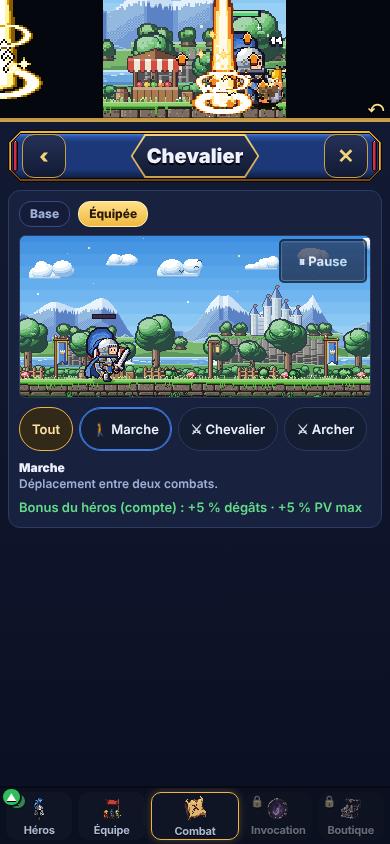 Chevalier
Base
Équipée
Pause
Tout
Marche
Chevalier
Archer
Marche
Déplacement entre deux combats.
Bonus du héros (compte) : +5 % dégâts · +5 % PV max
Héros
Équipe
Combat
Invocation
Boutique